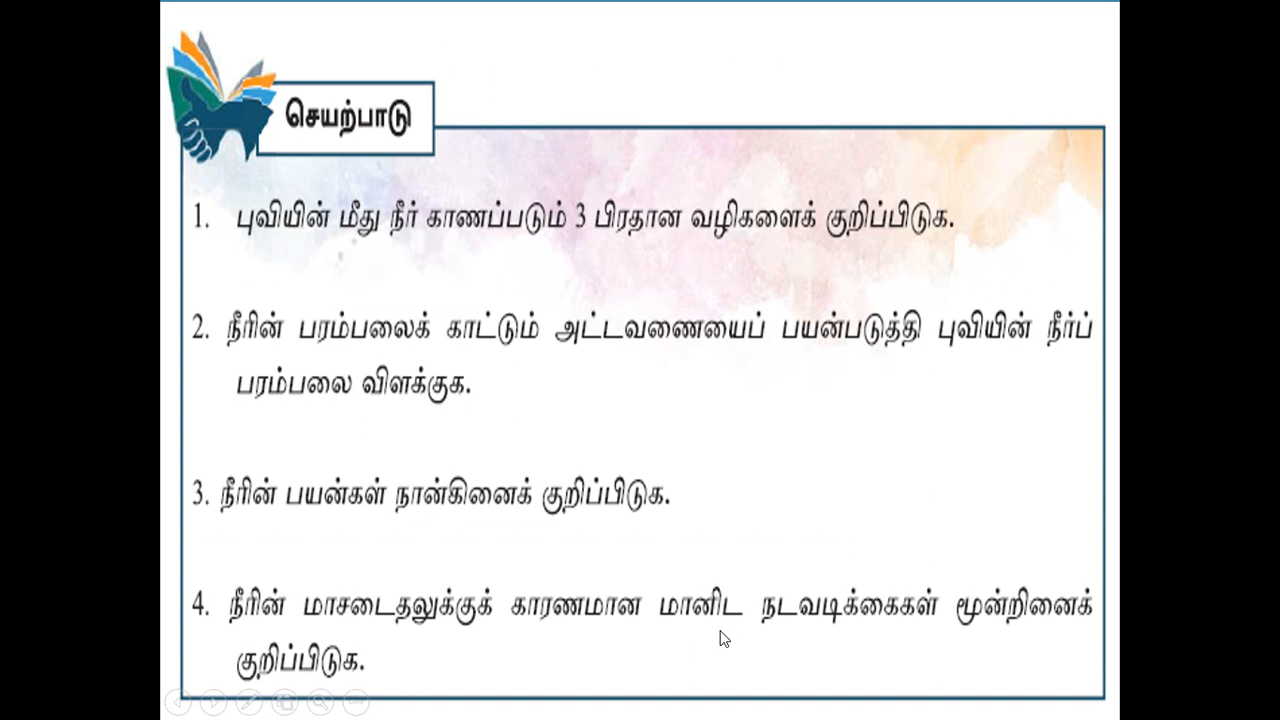 செயற்பாடு
1. புவியின் மீது நீர் காணப்படும் 3 பிரதான வழிகளைக் குறிப்பிடுக.
2. நீரின் பரம்பலைக் காட்டும் அட்டவணையைப் பயன்படுத்தி புவியின் நீர்ப்
பரம்பலை விளக்குக.
3. நீரின் பயன்கள் நான்கினைக் குறிப்பிடுக.
4. நீரின் மாசடைதலுக்குக் காரணமான மானிட நடவடிக்கைகள் மூன்றினைக்
குறிப்பிடுக.